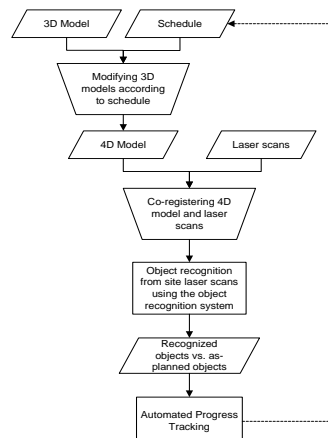 3D Model
Schedule
Modifying 3D
models according
to schedule
4D Model
Laser scans
Co-registering 4D
model and laser
scans
Object recognition
from site laser scans
using the object
recognition system
Recognized
objects vs. as-
planned objects
Automated Progress
Tracking